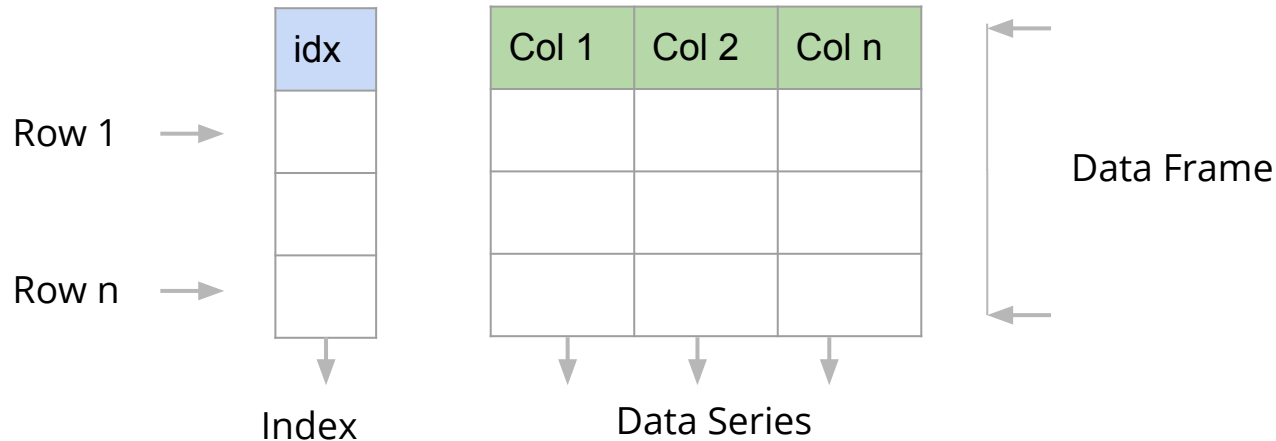 idx
Col 1 Col 2 Col n
Row 1
Data Frame
Row n
Index
Data Series